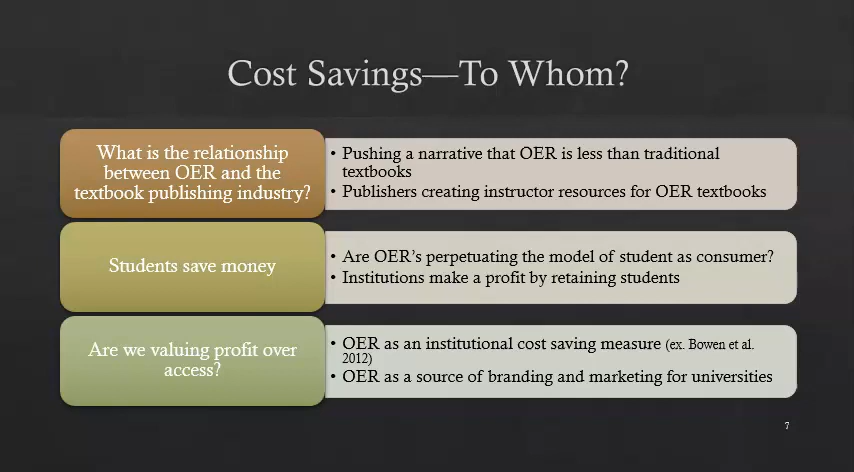 Cost Savings—To Whom?
What is the relationship
between OER and the
textbook publishing industry?
• Pushing a narrative that OER is less than traditional
textbooks
• Publishers creating instructor resources for OER textbooks
Students save money
• Are OER's perpetuating the model of student as consumer?
• Institutions make a profit by retaining students
Are we valuing profit over
access?
• OER as an institutional cost saving measure (ex. Bowen et al.
2012)
• OER as a source of branding and marketing for universities
7